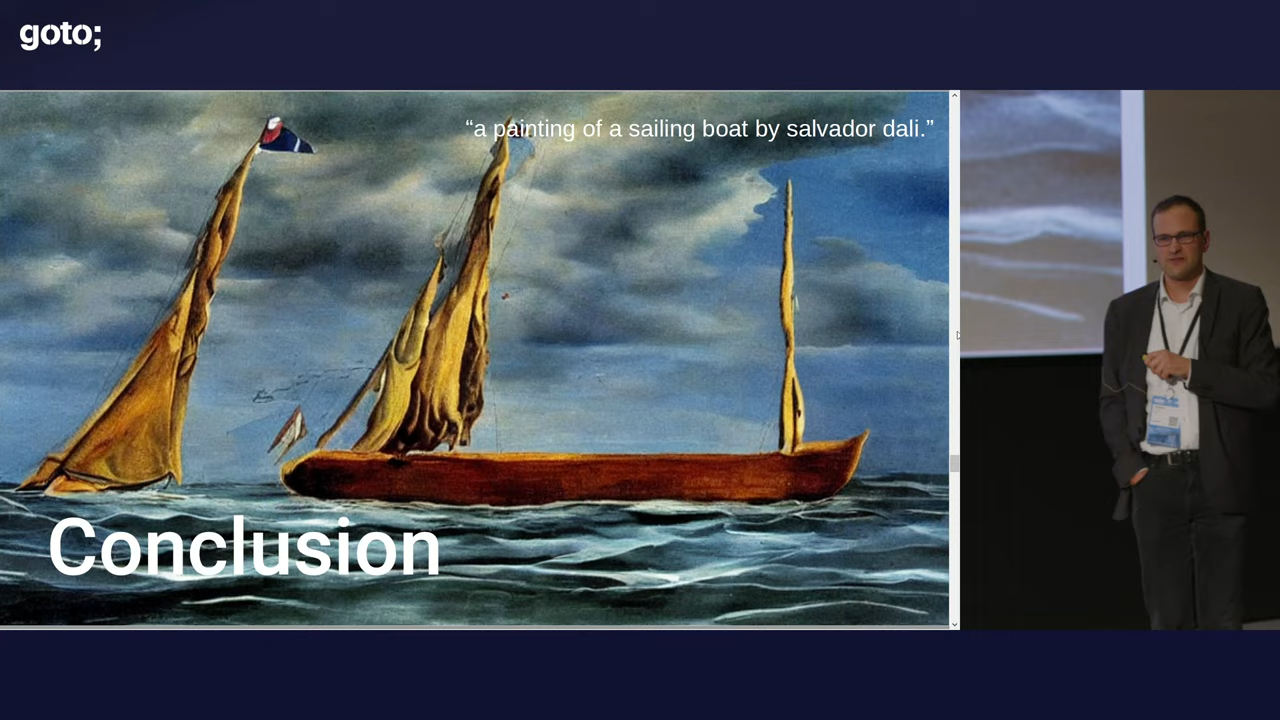 goto;
“a painting of a sailing boat by salvador dali.”
Conclusion